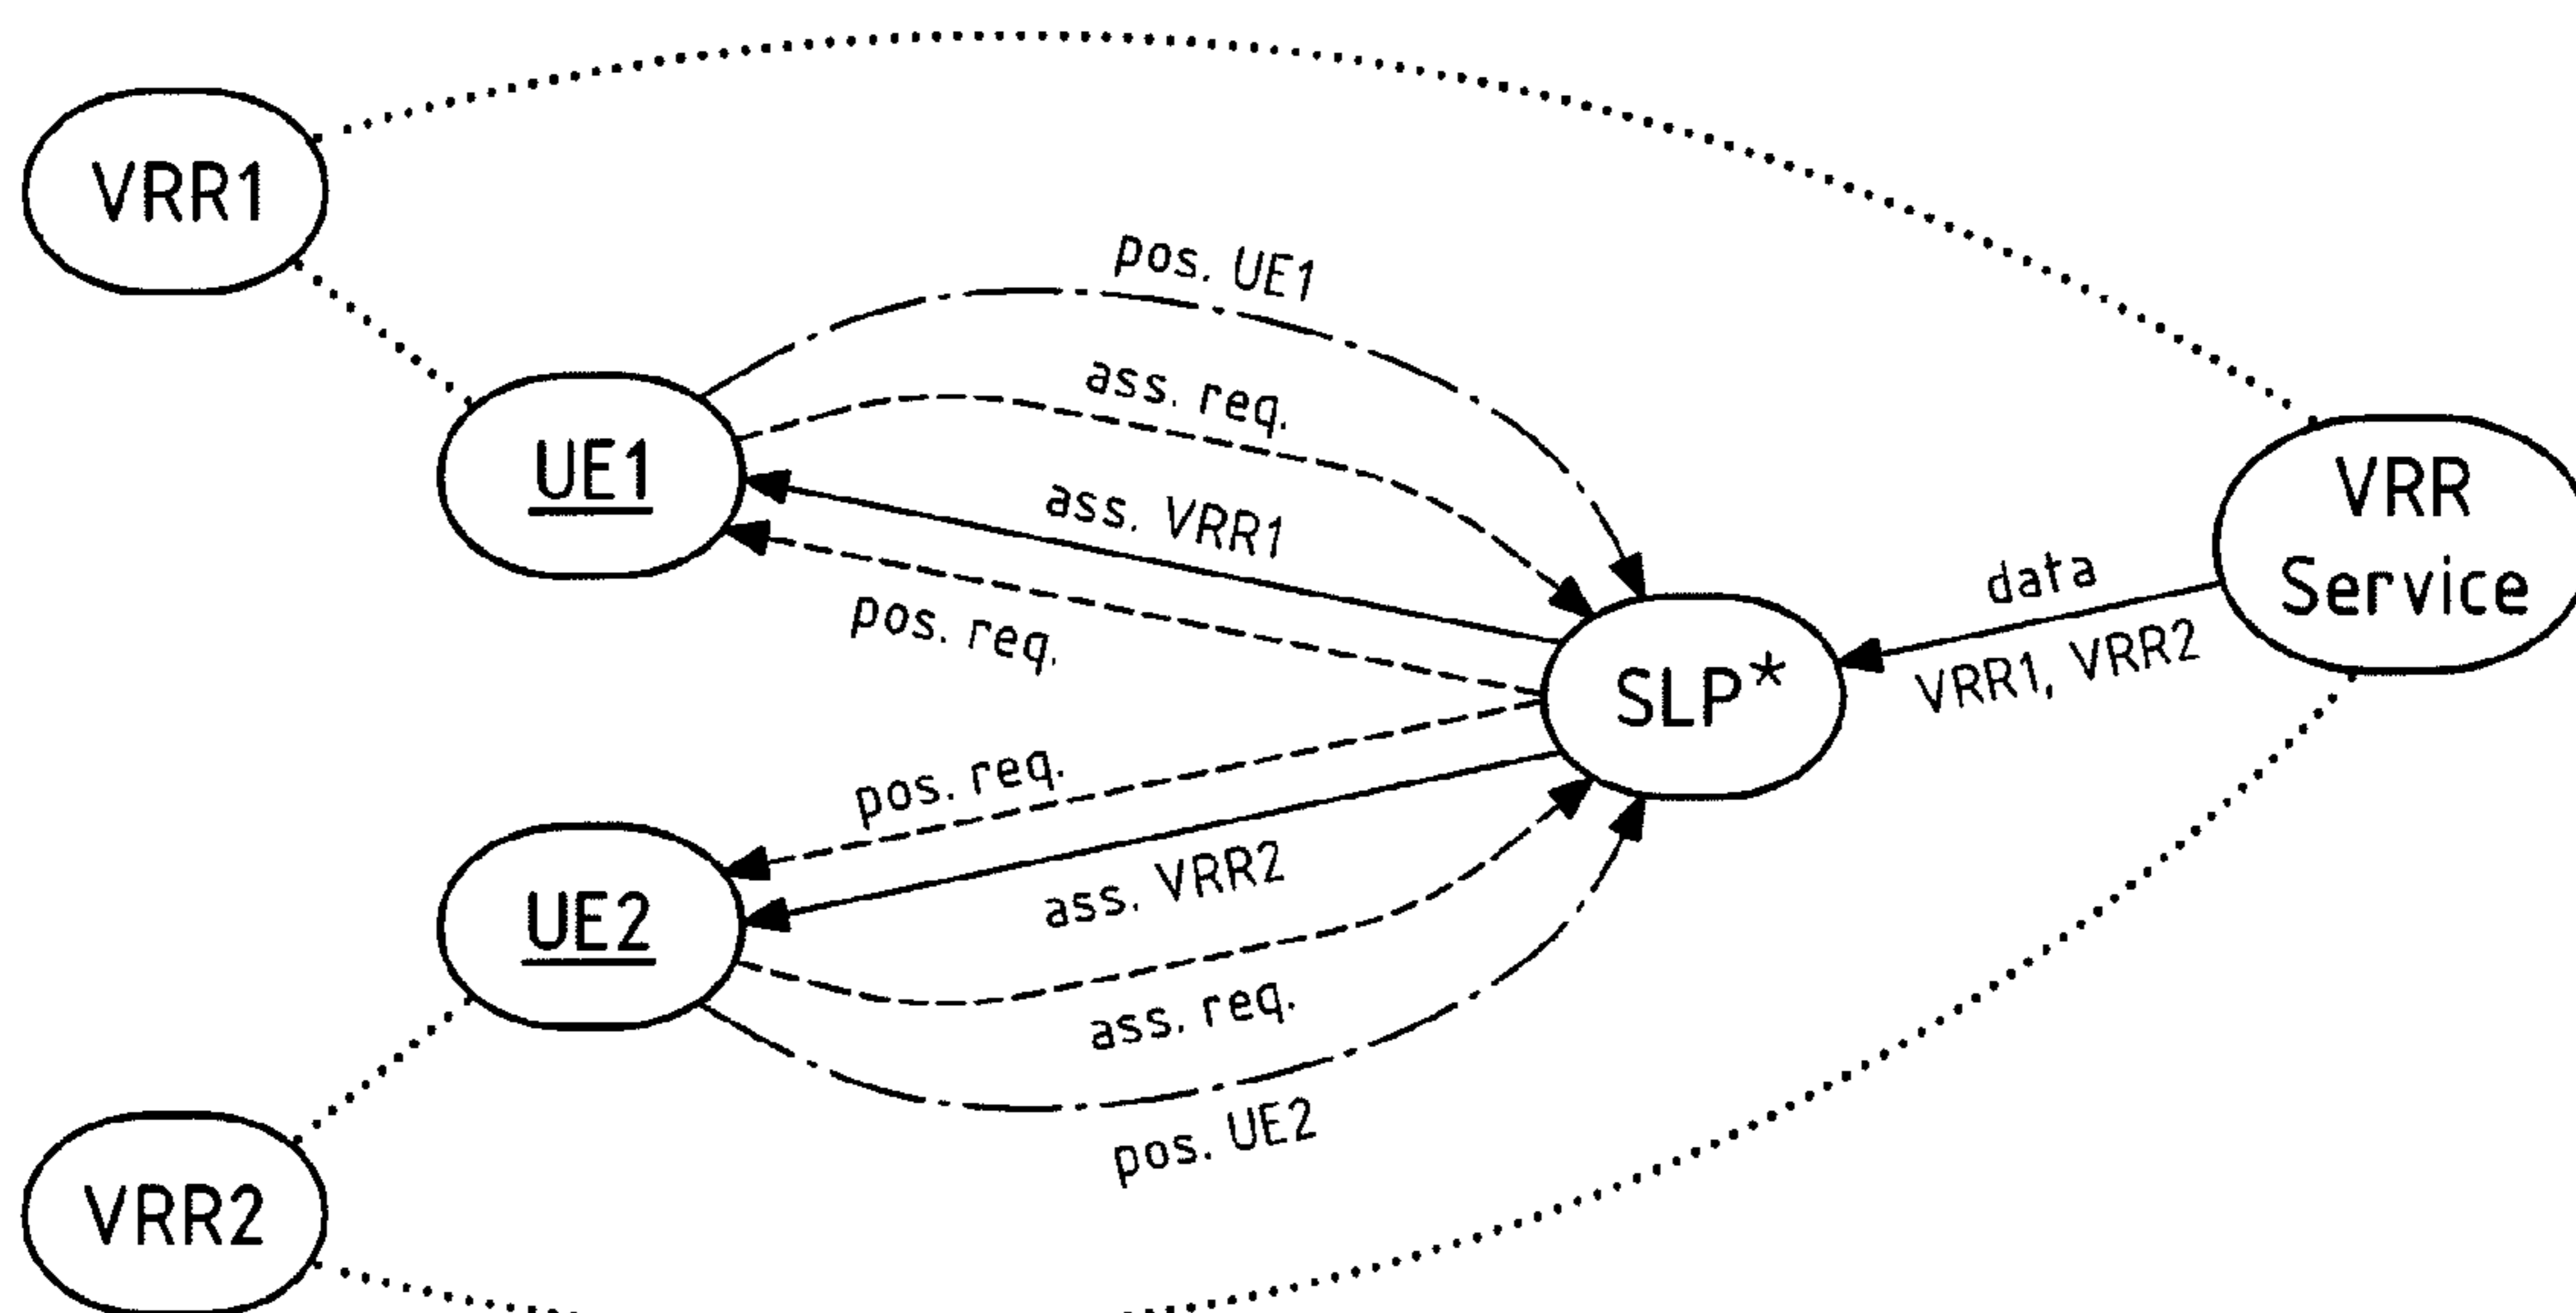 VRR1
pos. UE1
ass. req.
UE1
ass. VRR1
pos. req.
VRR
Service
data
VRR1, VRR2
SLP*
pos. req.
UE2
ass. VRR2
ass. req.
pos. UE2
VRR2